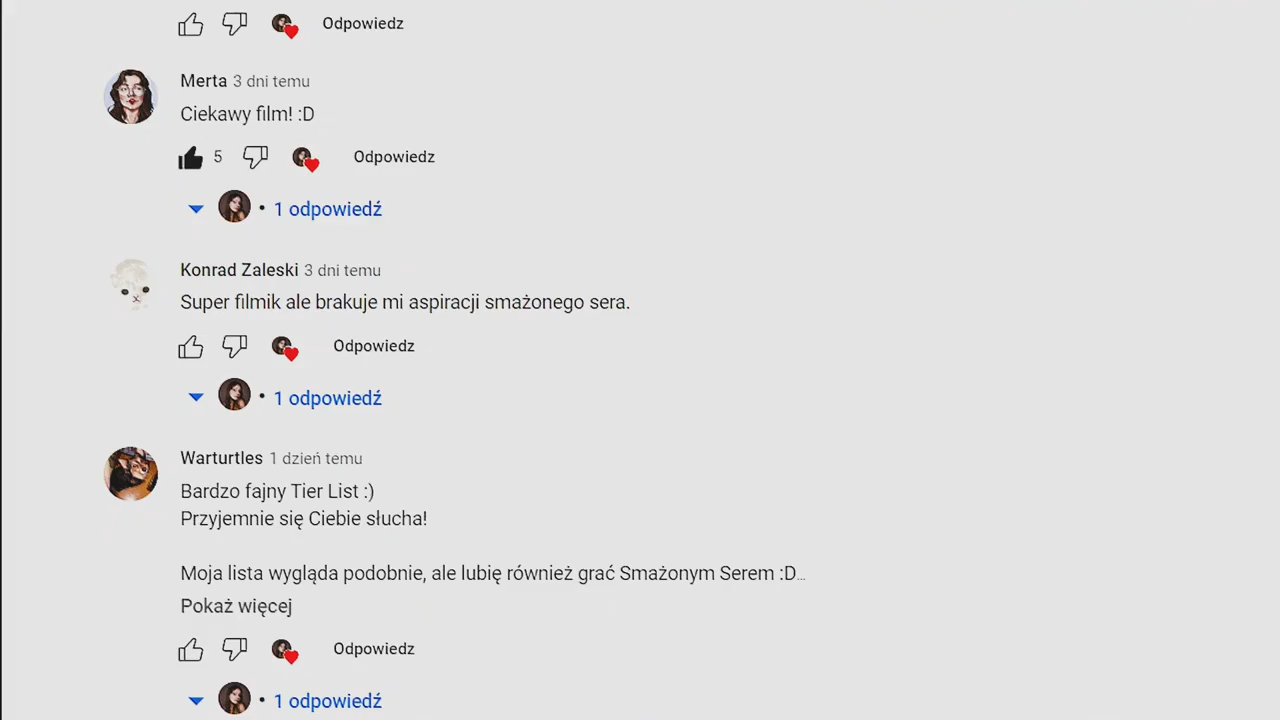 Odpowiedz
Merta 3 dni temu
Ciekawy film! :D
5 Odpowiedz
• 1 odpowiedź
Konrad Zaleski 3 dni temu
Super filmik ale brakuje mi aspiracji smażonego sera.
Odpowiedz
• 1 odpowiedź
Warturtles 1 dzień temu
Bardzo fajny Tier List :)
Przyjemnie się Ciebie słucha!
Moja lista wygląda podobnie, ale lubię również grać Smażonym Serem :D...
Pokaż więcej
Odpowiedz
• 1 odpowiedź